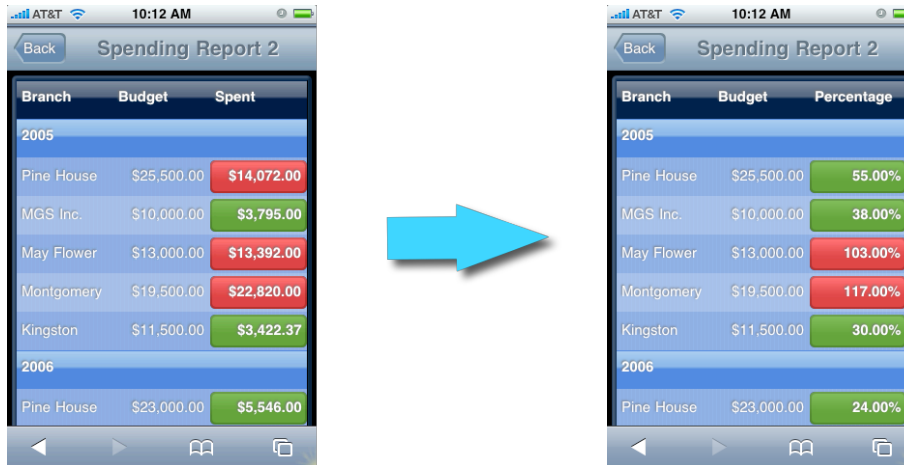 AT&T 10:12 AM
Back Spending Report 2
Branch Budget Spent
2005
Pine House $25,500.00 $14,072.00
MGS Inc. $10,000.00 $3,795.00
May Flower $13,000.00 $13,392.00
Montgomery $19,500.00 $22,820.00
Kingston $11,500.00 $3,422.37
2006
Pine House $23,000.00 $5,546.00
AT&T 10:12 AM
Back Spending Report 2
Branch Budget Percentage
2005
Pine House $25,500.00 55.00%
MGS Inc. $10,000.00 38.00%
May Flower $13,000.00 103.00%
Montgomery $19,500.00 117.00%
Kingston $11,500.00 30.00%
2006
Pine House $23,000.00 24.00%